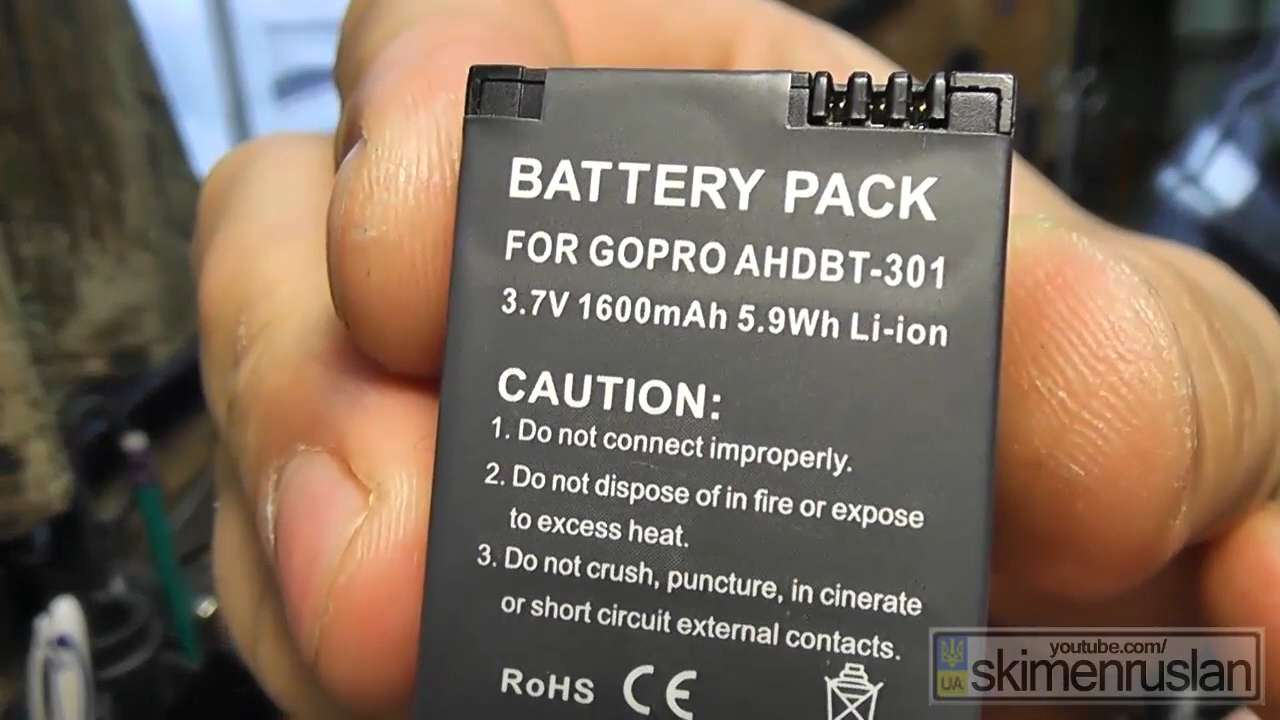 BATTERY PACK
FOR GOPRO AHDBT-301
3.7V 1600mAh 5.9Wh Li-ion
CAUTION:
1. Do not connect improperly.
2. Do not dispose of in fire or expose
to excess heat.
3. Do not crush, puncture, in cinerate
or short circuit external contacts.
RoHS CE
youtube.com/
UA skimenruslan